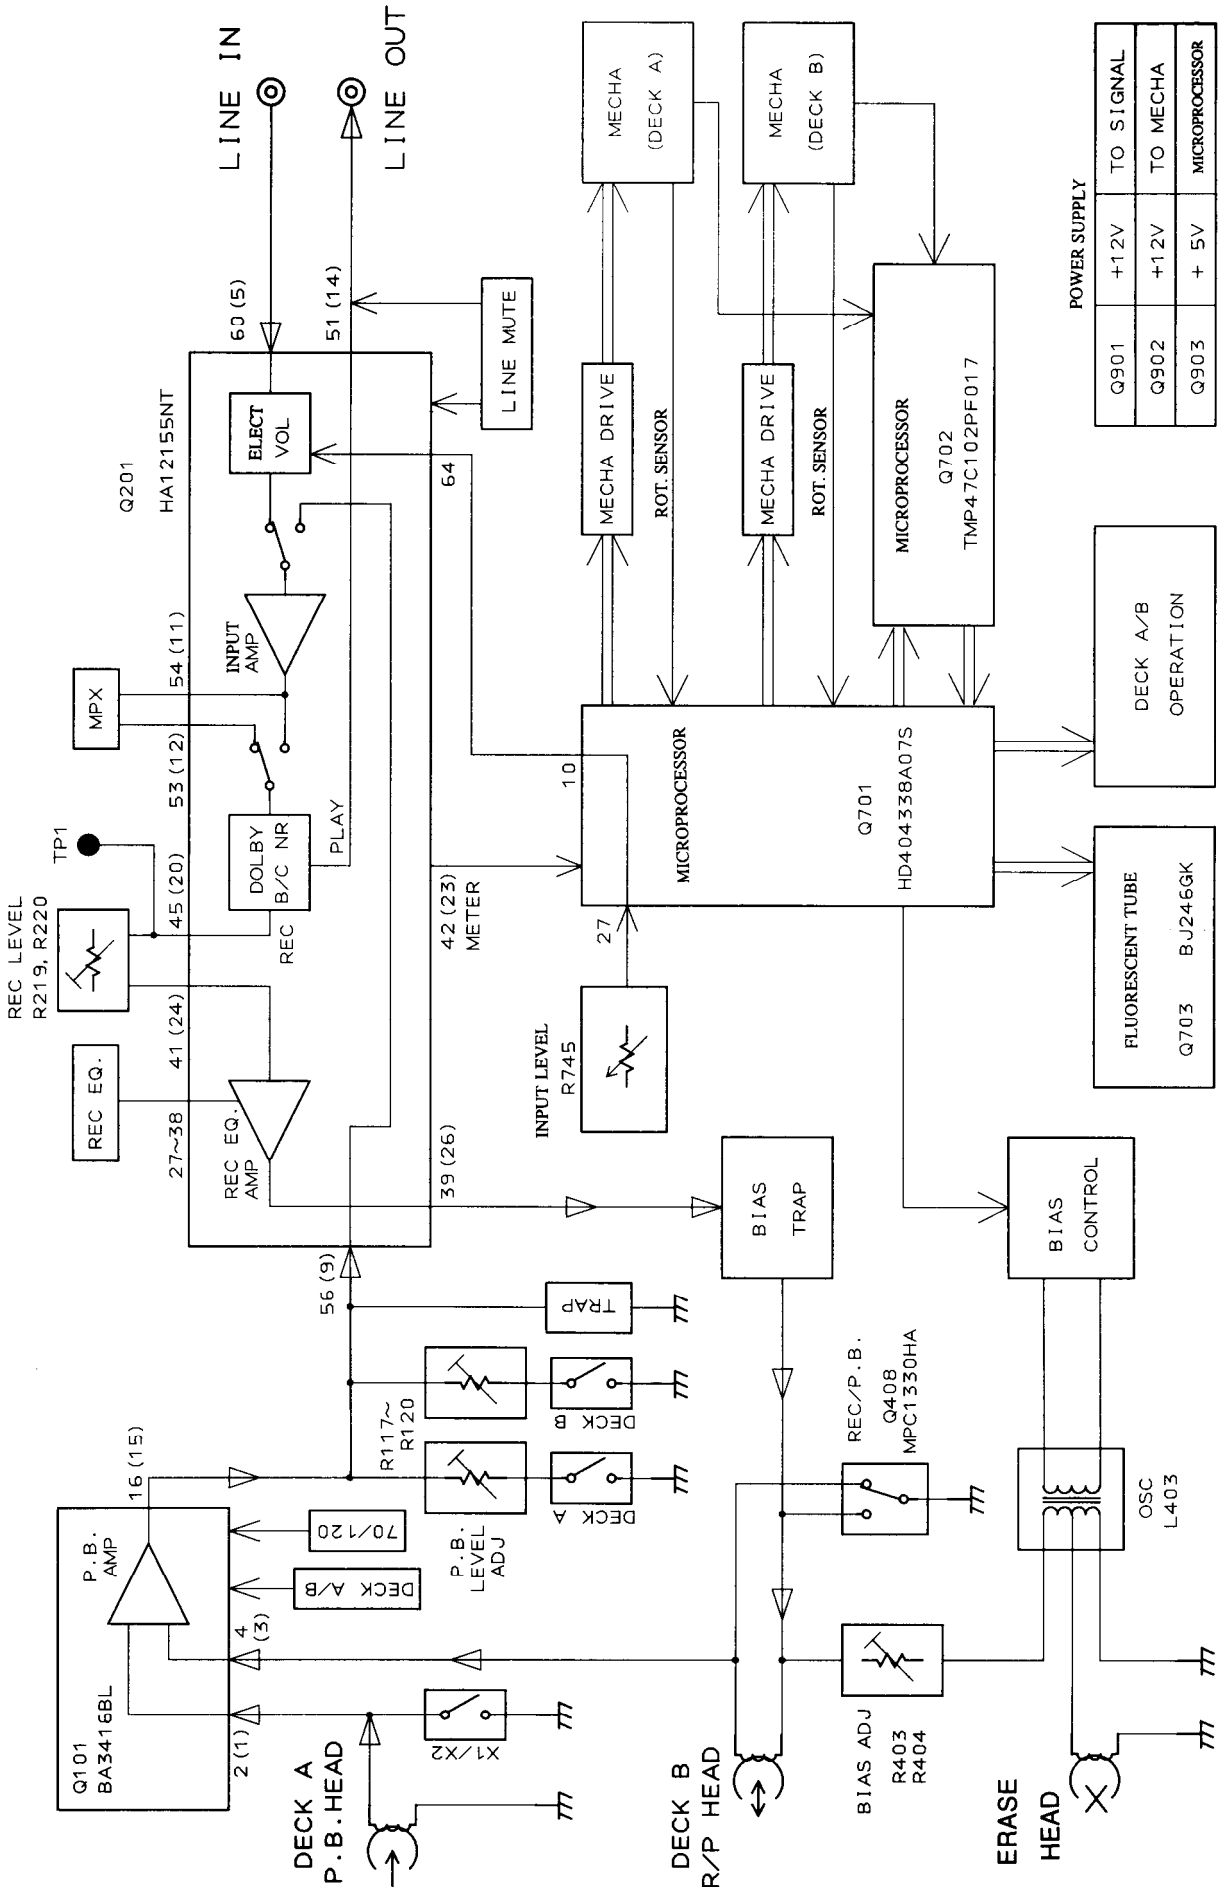 Q101
BA3416BL
P.B.
AMP
2 (1)
4
(3)
16 (15)
DECK A
P.B. HEAD
X1/X2
DECK A/B
70/120
P.B.
LEVEL
ADJ
DECK A
R117~
R120
DECK B
TRAP
56 (9)
DECK B
R/P HEAD
BIAS ADJ
R403
R404
ERASE
HEAD
REC/P.B.
Q408
MPC1330HA
OSC
L403
BIAS
TRAP
BIAS
CONTROL
REC EQ.
27~38
REC EQ.
AMP
39 (26)
REC LEVEL
R219, R220
41 (24)
45 (20)
TP1
REC
DOLBY
B/C NR
PLAY
42 (23)
METER
MPX
53 (12)
54 (11)
INPUT
AMP
Q201
HA12155NT
ELECT
VOL
64
60 (5)
51 (14)
LINE IN
LINE OUT
LINE MUTE
INPUT LEVEL
R745
27
10
MICROPROCESSOR
Q701
HD404338A07S
MECHA DRIVE
ROT. SENSOR
MECHA
(DECK A)
MECHA DRIVE
ROT. SENSOR
MECHA
(DECK B)
MICROPROCESSOR
Q702
TMP47C102PF017
FLUORESCENT TUBE
Q703 BJ246GK
DECK A/B
OPERATION
POWER SUPPLY
Q901 +12V TO SIGNAL
Q902 +12V TO MECHA
Q903 + 5V MICROPROCESSOR